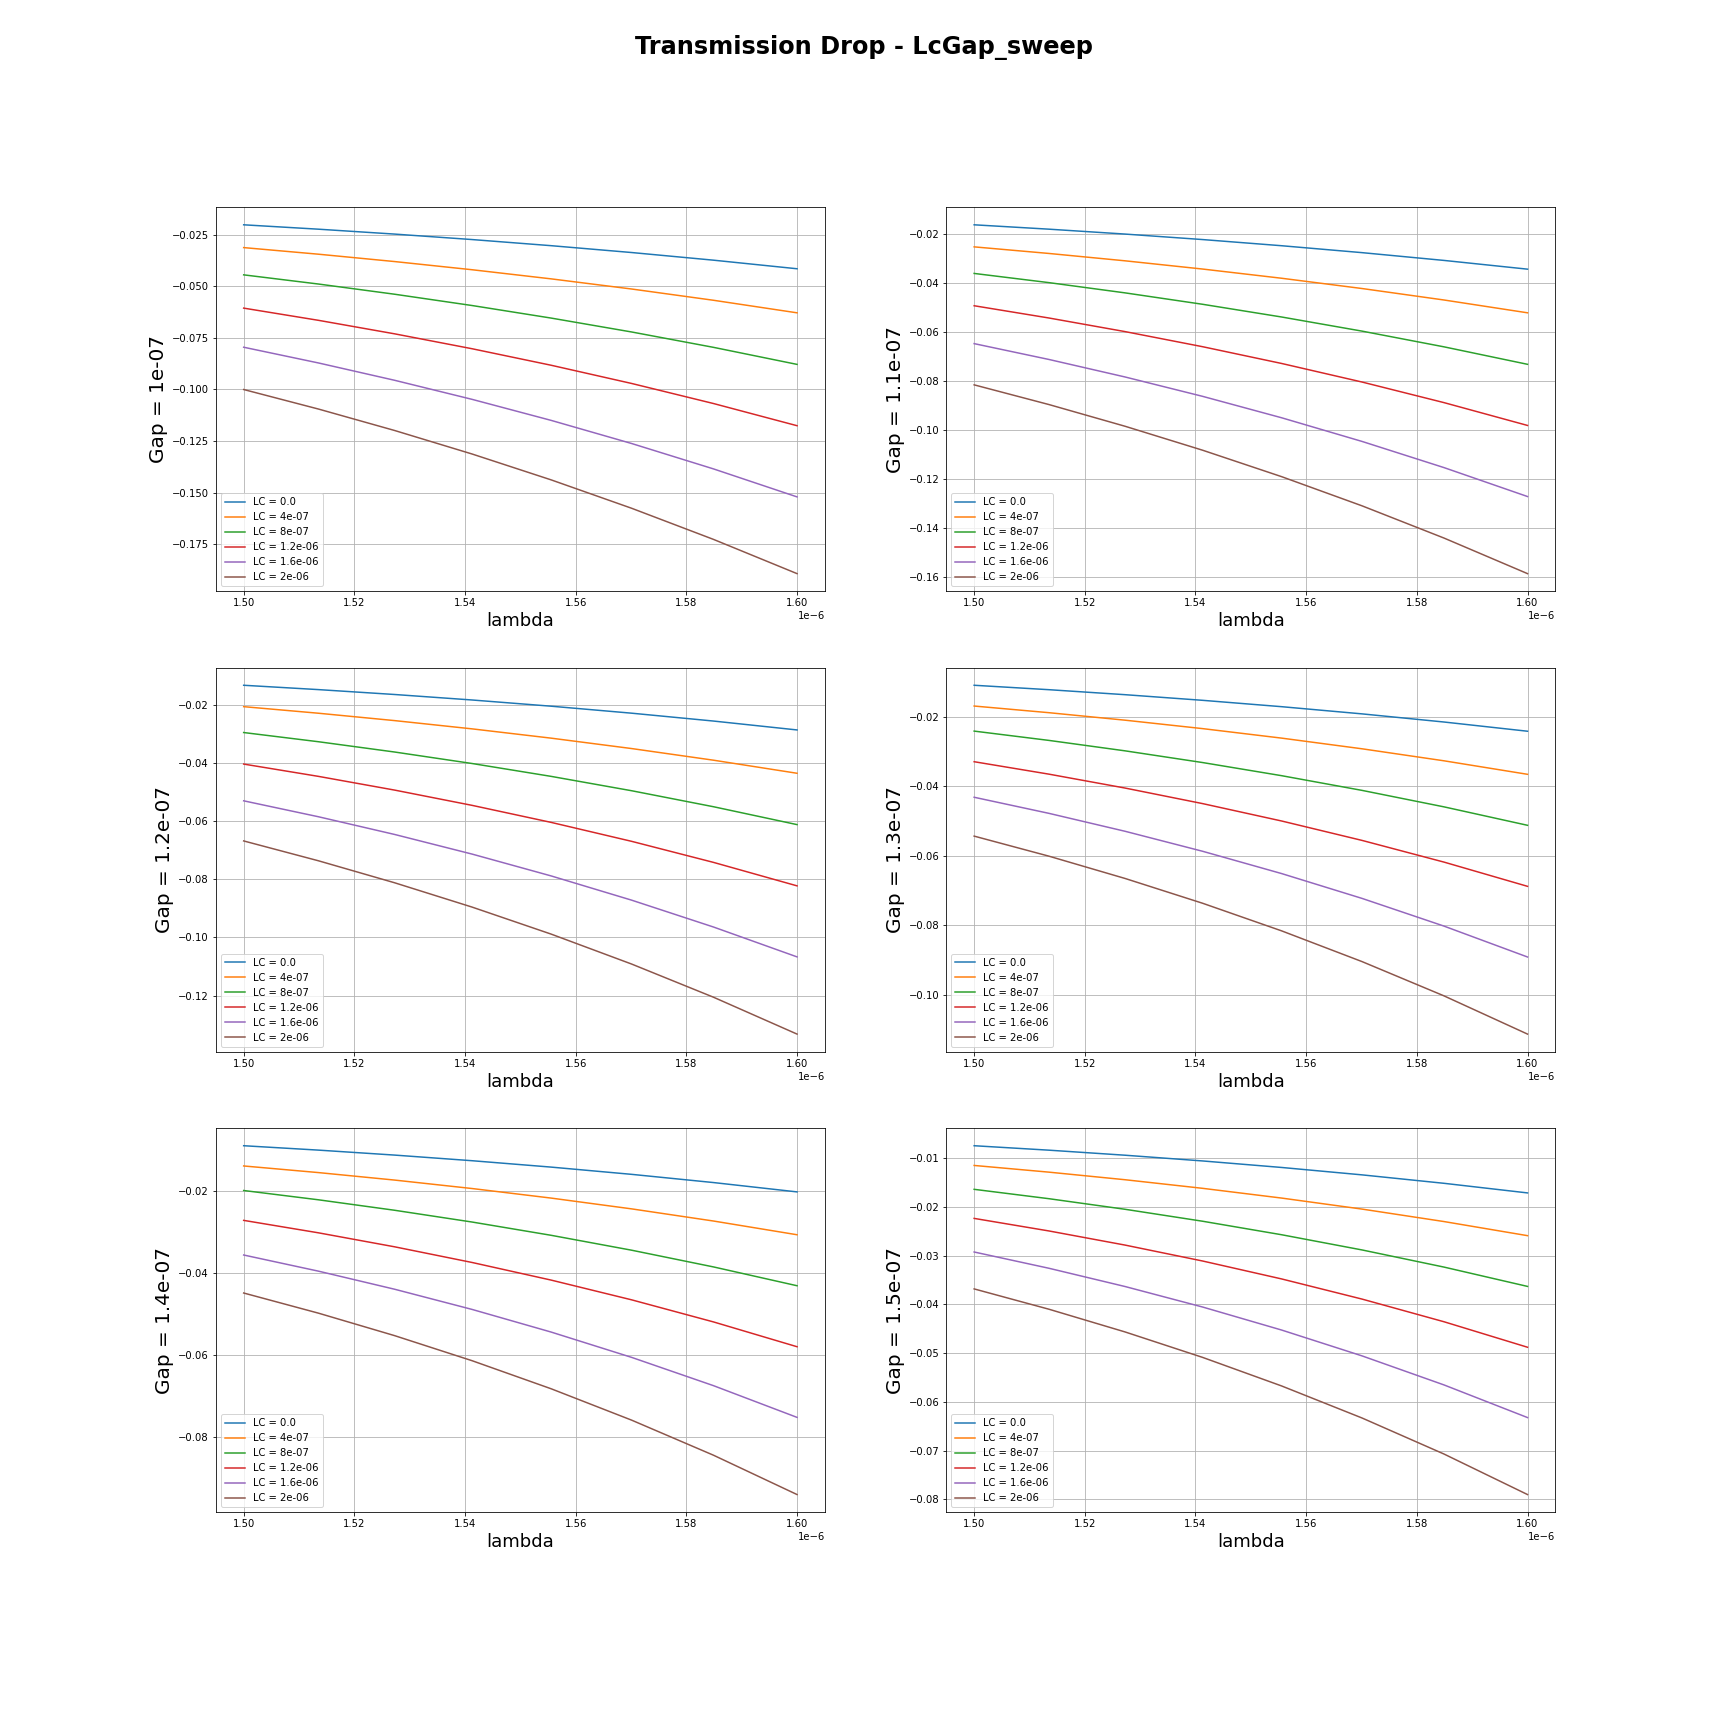 Transmission Drop - LcGap_sweep
Gap = 1e-07
−0.025
−0.050
−0.075
−0.100
−0.125
−0.150
−0.175
LC = 0.0
LC = 4e-07
LC = 8e-07
LC = 1.2e-06
LC = 1.6e-06
LC = 2e-06
1.50 1.52 1.54 1.56 1.58 1.60
1e−6
lambda
Gap = 1.1e-07
−0.02
−0.04
−0.06
−0.08
−0.10
−0.12
−0.14
−0.16
LC = 0.0
LC = 4e-07
LC = 8e-07
LC = 1.2e-06
LC = 1.6e-06
LC = 2e-06
1.50 1.52 1.54 1.56 1.58 1.60
1e−6
lambda
Gap = 1.2e-07
−0.02
−0.04
−0.06
−0.08
−0.10
−0.12
LC = 0.0
LC = 4e-07
LC = 8e-07
LC = 1.2e-06
LC = 1.6e-06
LC = 2e-06
1.50 1.52 1.54 1.56 1.58 1.60
1e−6
lambda
Gap = 1.3e-07
−0.02
−0.04
−0.06
−0.08
−0.10
LC = 0.0
LC = 4e-07
LC = 8e-07
LC = 1.2e-06
LC = 1.6e-06
LC = 2e-06
1.50 1.52 1.54 1.56 1.58 1.60
1e−6
lambda
Gap = 1.4e-07
−0.02
−0.04
−0.06
−0.08
LC = 0.0
LC = 4e-07
LC = 8e-07
LC = 1.2e-06
LC = 1.6e-06
LC = 2e-06
1.50 1.52 1.54 1.56 1.58 1.60
1e−6
lambda
Gap = 1.5e-07
−0.01
−0.02
−0.03
−0.04
−0.05
−0.06
−0.07
−0.08
LC = 0.0
LC = 4e-07
LC = 8e-07
LC = 1.2e-06
LC = 1.6e-06
LC = 2e-06
1.50 1.52 1.54 1.56 1.58 1.60
1e−6
lambda